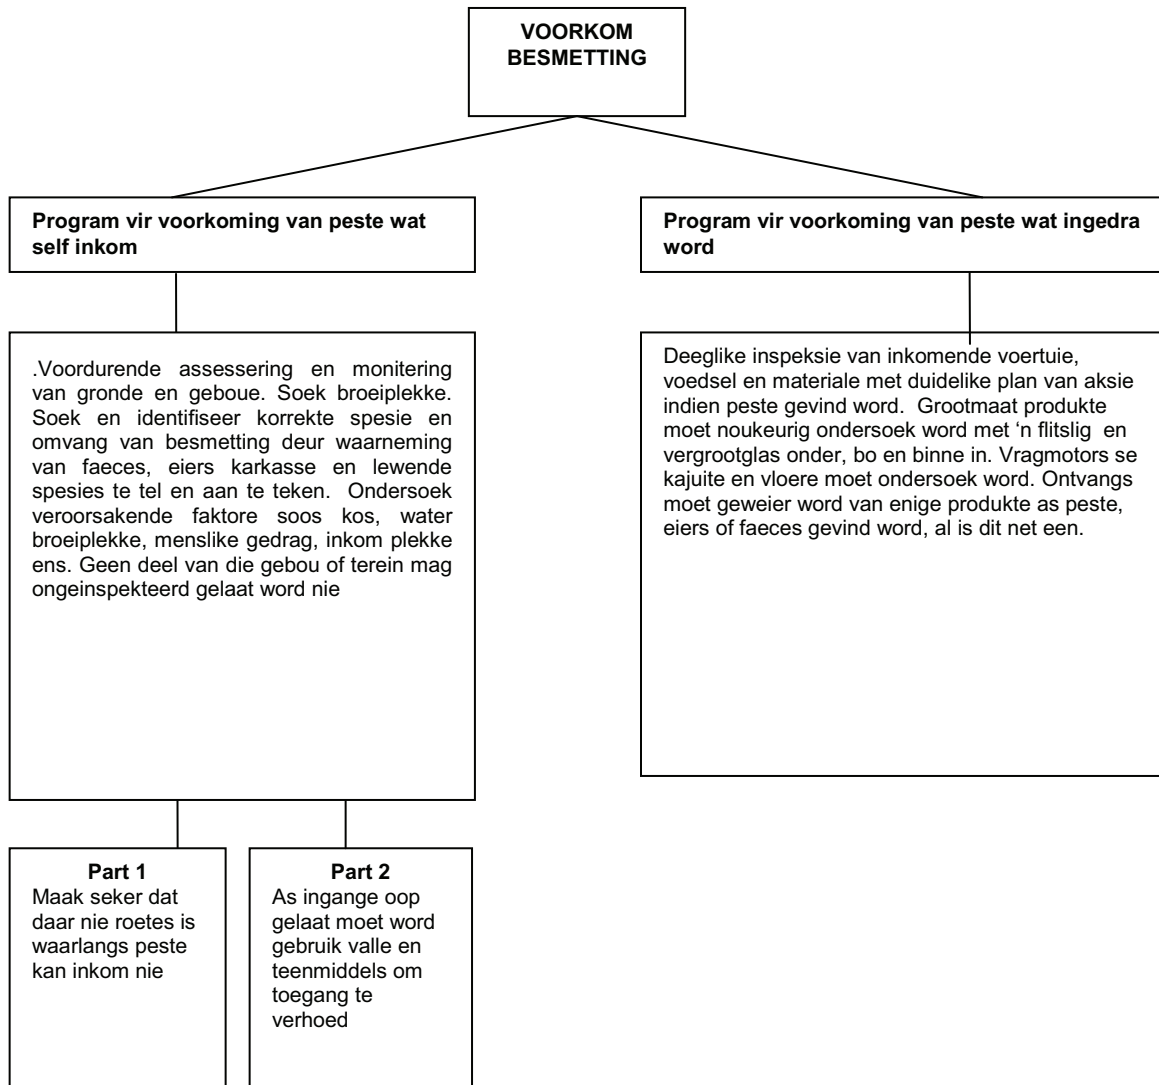 VOORKOM
BESMETTING
Program vir voorkoming van peste wat
self inkom
Program vir voorkoming van peste wat ingedra
word
.Voordurende assessering en monitering
van gronde en geboue. Soek broeiplekke.
Soek en identifiseer korrekte spesie en
omvang van besmetting deur waarneming
van faeces, eiers karkasse en lewende
spesies te tel en aan te teken. Ondersoek
veroorsakende faktore soos kos, water
broeiplekke, menslike gedrag, inkom plekke
ens. Geen deel van die gebou of terein mag
ongeinspekteerd gelaat word nie
Deeglike inspeksie van inkomende voertuie,
voedsel en materiale met duidelike plan van aksie
indien peste gevind word. Grootmaat produkte
moet noukeurig ondersoek word met ‘n flitslig en
vergrootglas onder, bo en binne in. Vragmotors se
kajuite en vloere moet ondersoek word. Ontvangs
moet geweier word van enige produkte as peste,
eiers of faeces gevind word, al is dit net een.
Part 1
Maak seker dat
daar nie roetes is
waarlangs peste
kan inkom nie
Part 2
As ingange oop
gelaat moet word
gebruik valle en
teenmiddels om
toegang te
verhoed